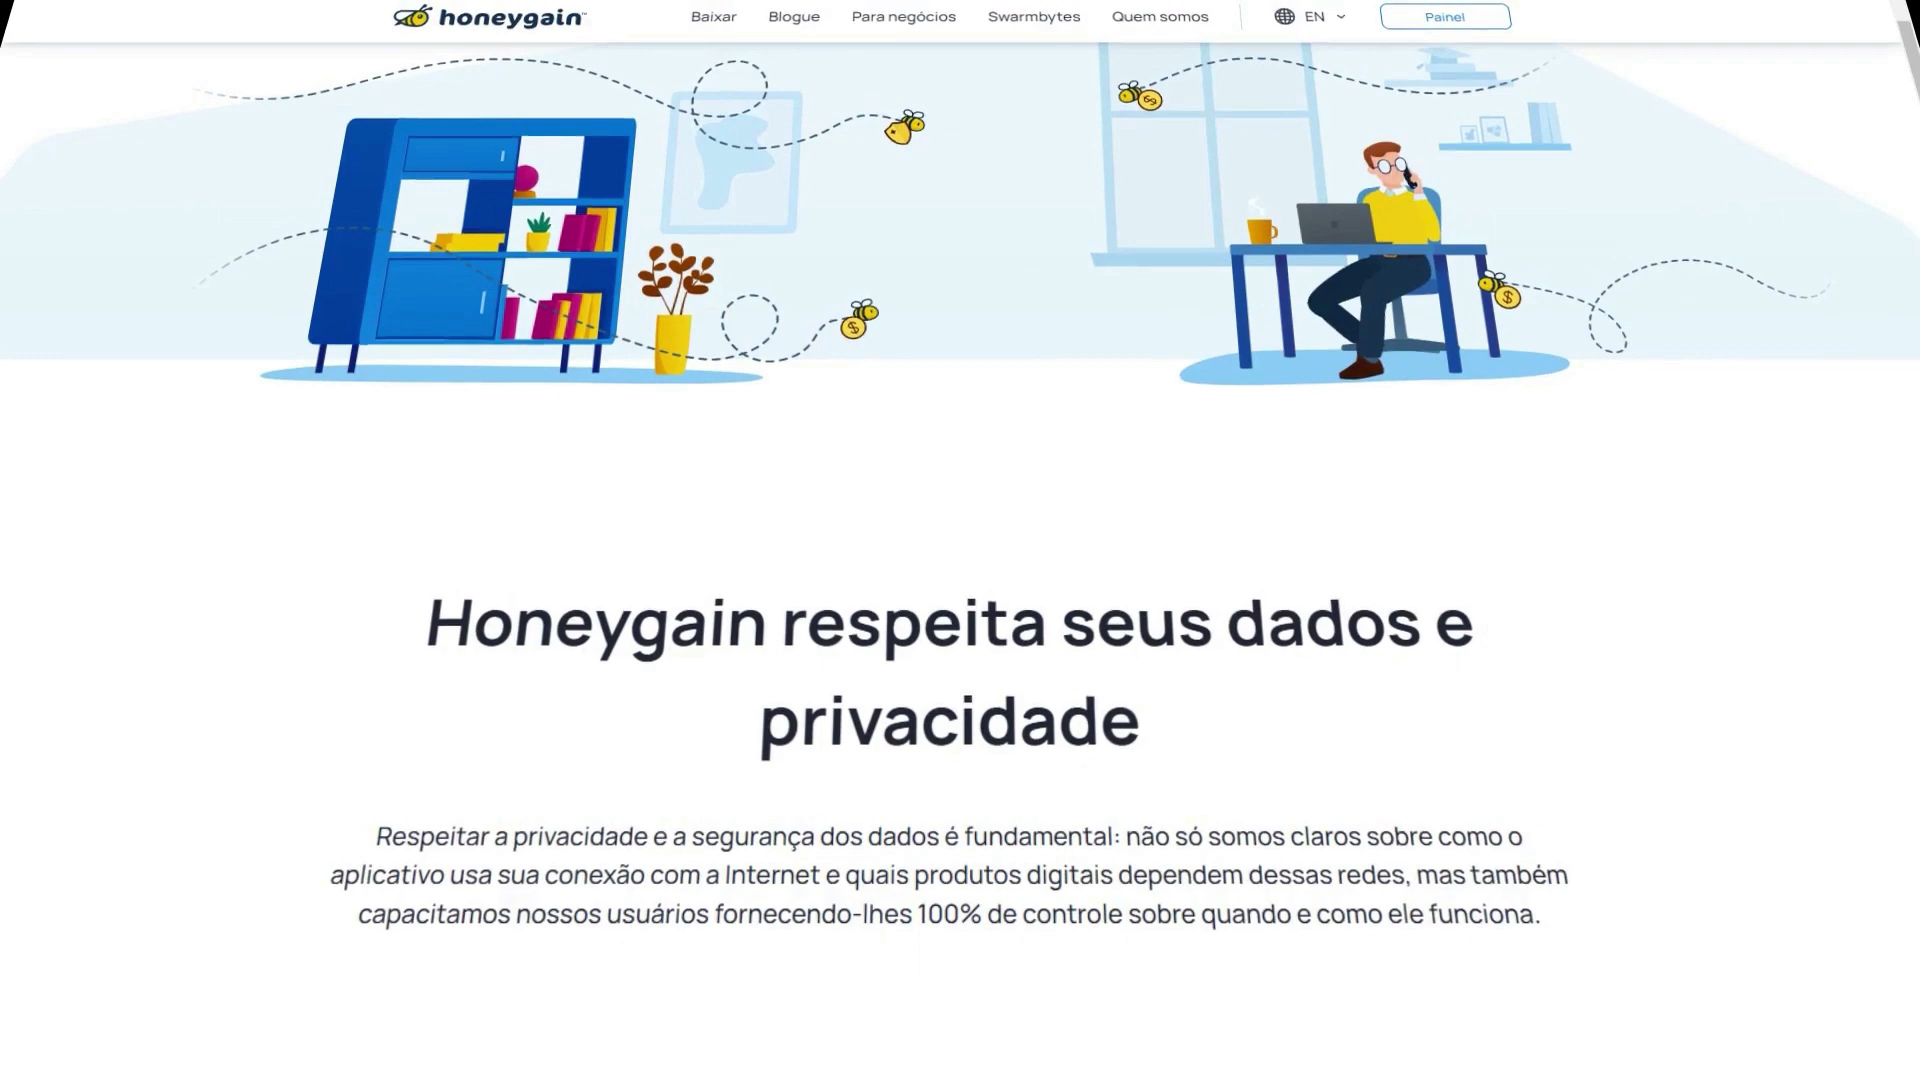 honeygain
Baixar Blogue Para negócios Swarmbytes Quem somos EN Painel
Honeygain respeita seus dados e
privacidade
Respeitar a privacidade e a segurança dos dados é fundamental: não só somos claros sobre como o
aplicativo usa sua conexão com a Internet e quais produtos digitais dependem dessas redes, mas também
capacitamos nossos usuários fornecendo-lhes 100% de controle sobre quando e como ele funciona.